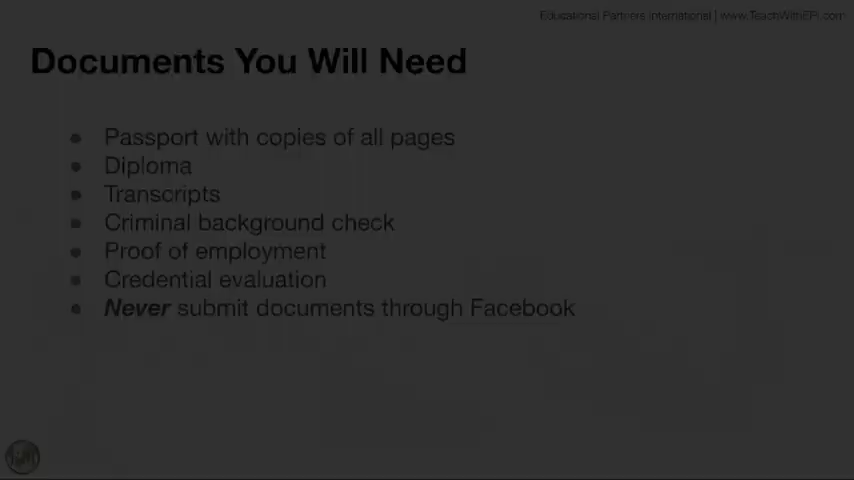 Educational Partners International | www.TeachWithEPI.com
Documents You Will Need
● Passport with copies of all pages
● Diploma
● Transcripts
● Criminal background check
● Proof of employment
● Credential evaluation
● Never submit documents through Facebook